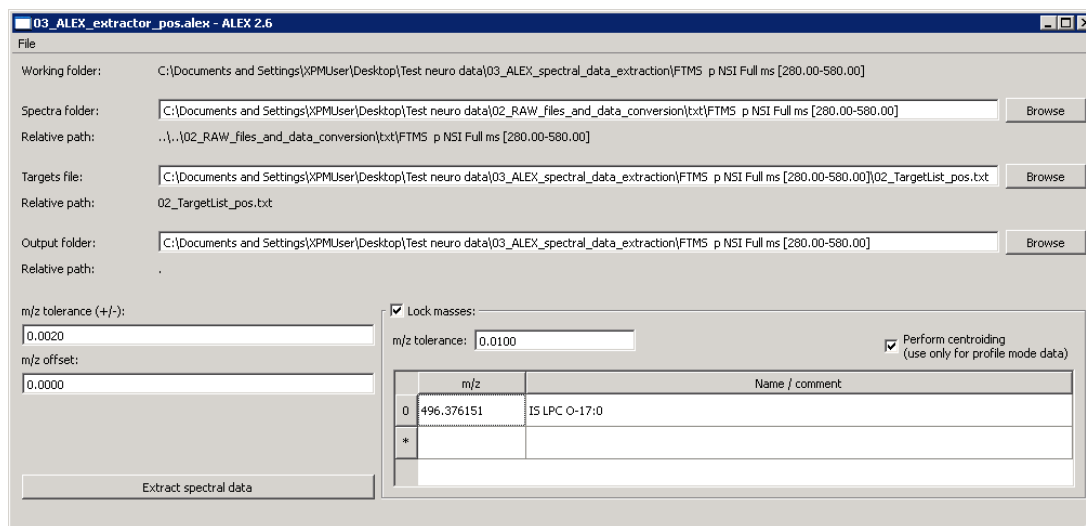 03_ALEX_extractor_pos.alex - ALEX 2.6
File
Working folder: C:\Documents and Settings\XPMUser\Desktop\Test neuro data\03_ALEX_spectral_data_extraction\FTMS p NSI Full ms [280.00-580.00]
Spectra folder: C:\Documents and Settings\XPMUser\Desktop\Test neuro data\02_RAW_files_and_data_conversion\txt\FTMS p NSI Full ms [280.00-580.00] Browse
Relative path: ..\..\02_RAW_files_and_data_conversion\txt\FTMS p NSI Full ms [280.00-580.00]
Targets file: C:\Documents and Settings\XPMUser\Desktop\Test neuro data\03_ALEX_spectral_data_extraction\FTMS p NSI Full ms [280.00-580.00]\02_TargetList_pos.txt Browse
Relative path: 02_TargetList_pos.txt
Output folder: C:\Documents and Settings\XPMUser\Desktop\Test neuro data\03_ALEX_spectral_data_extraction\FTMS p NSI Full ms [280.00-580.00] Browse
Relative path: .
m/z tolerance (+/-):
0.0020
m/z offset:
0.0000
Extract spectral data
Lock masses:
m/z tolerance: 0.0100
Perform centroiding
(use only for profile mode data)
m/z Name / comment
0 496.376151 IS LPC O-17:0
*